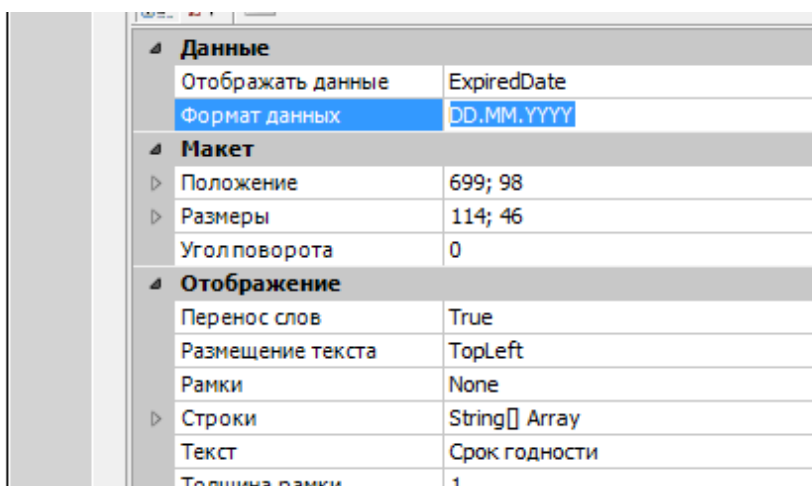 Данные
Отображать данные ExpiredDate
Формат данных DD.MM.YYYY
Макет
Положение 699; 98
Размеры 114; 46
Угол поворота 0
Отображение
Перенос слов True
Размещение текста TopLeft
Рамки None
Строки String[] Array
Текст Срок годности
Толщина рамки 1